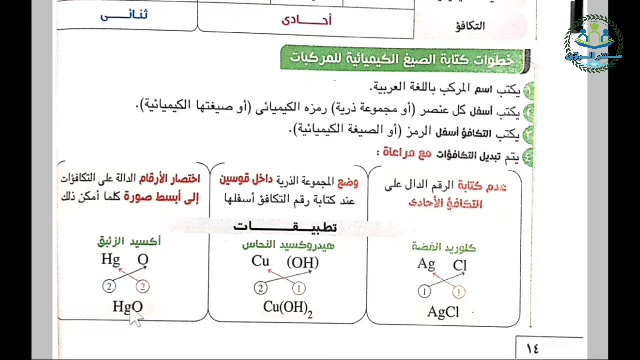 التكافؤ
أحـــادى
ثنائـــى
خطوات كتابة الصيغ الكيميائية للمركبات
يكتب اسم المركب باللغة العربية.
يكتب أسفل كل عنصر (أو مجموعة ذرية) رمزه الكيميائى (أو صيغتها الكيميائية).
يكتب التكافؤ أسفل الرمز (أو الصيغة الكيميائية).
يتم تبديل التكافؤات مع مراعاة :
عدم كتابة الرقم الدال على
التكافؤ الأحادى
وضع المجموعة الذرية داخل قوسين
عند كتابة رقم التكافؤ أسفلها
اختصار الأرقام الدالة على التكافؤات
إلى أبسط صورة كلما أمكن ذلك
تطبيـــقـــات
كلوريد الفضة
Ag Cl
1 1
AgCl
هيدروكسيد النحاس
Cu (OH)
2 1
Cu(OH)2
أكسيد الزئبق
Hg O
2 2
HgO
١٤